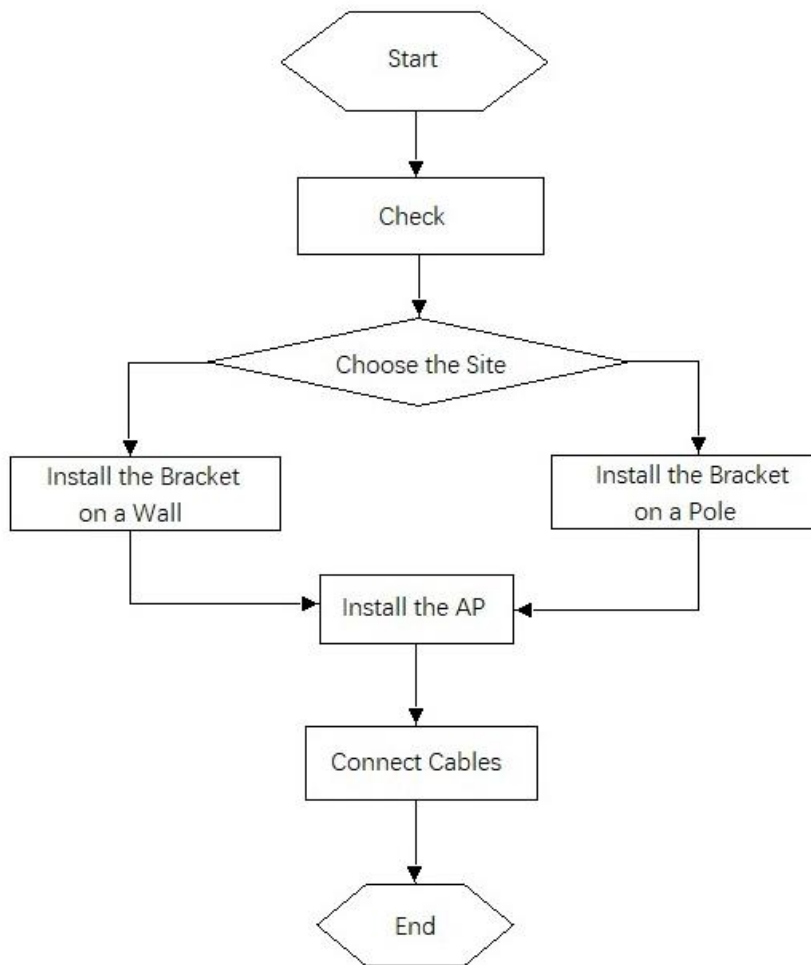 Start
Check
Choose the Site
Install the Bracket
on a Wall
Install the Bracket
on a Pole
Install the AP
Connect Cables
End